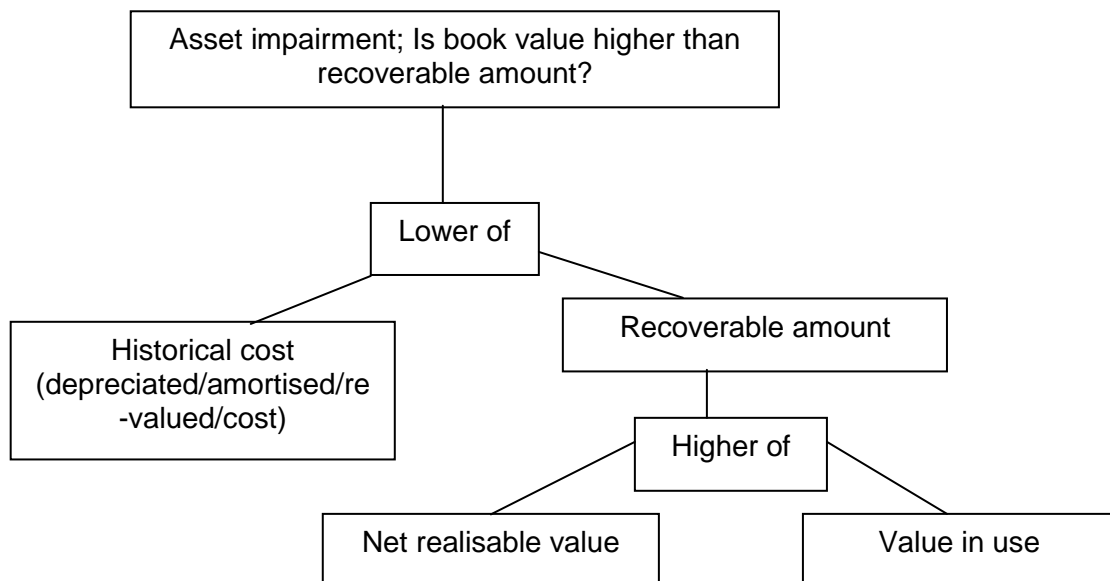 Asset impairment; Is book value higher than
recoverable amount?
Lower of
Historical cost
(depreciated/amortised/re
-valued/cost)
Recoverable amount
Higher of
Net realisable value
Value in use